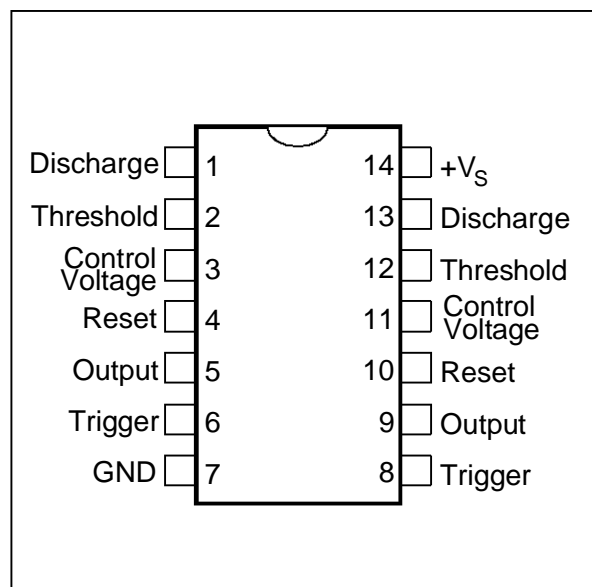 Discharge 1 14 +VS
Threshold 2 13 Discharge
Control
Voltage 3 12 Threshold
Reset 4 11 Control
Voltage
Output 5 10 Reset
Trigger 6 9 Output
GND 7 8 Trigger